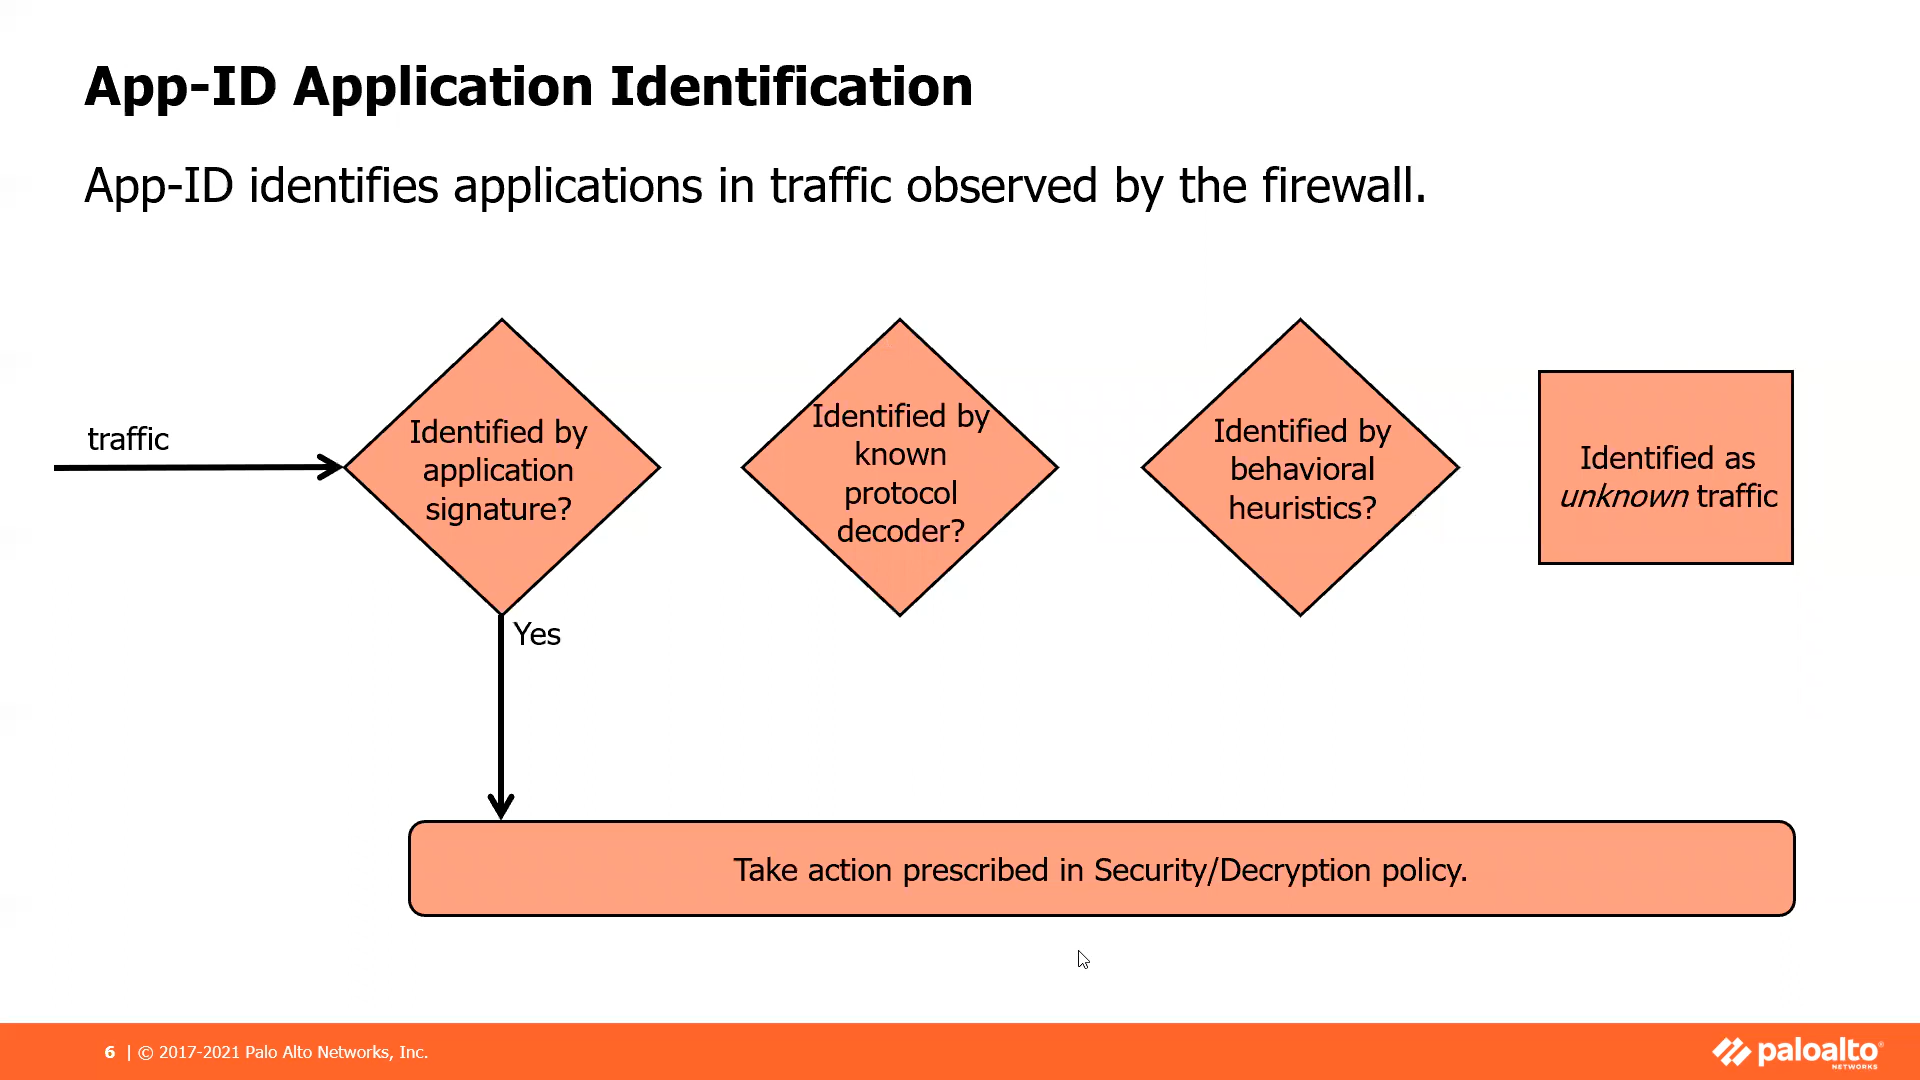 App-ID Application Identification
App-ID identifies applications in traffic observed by the firewall.
traffic
Identified by
application
signature?
Identified by
known
protocol
decoder?
Identified by
behavioral
heuristics?
Identified as
unknown traffic
Yes
Take action prescribed in Security/Decryption policy.
6 | © 2017-2021 Palo Alto Networks, Inc.
paloalto®
NETWORKS